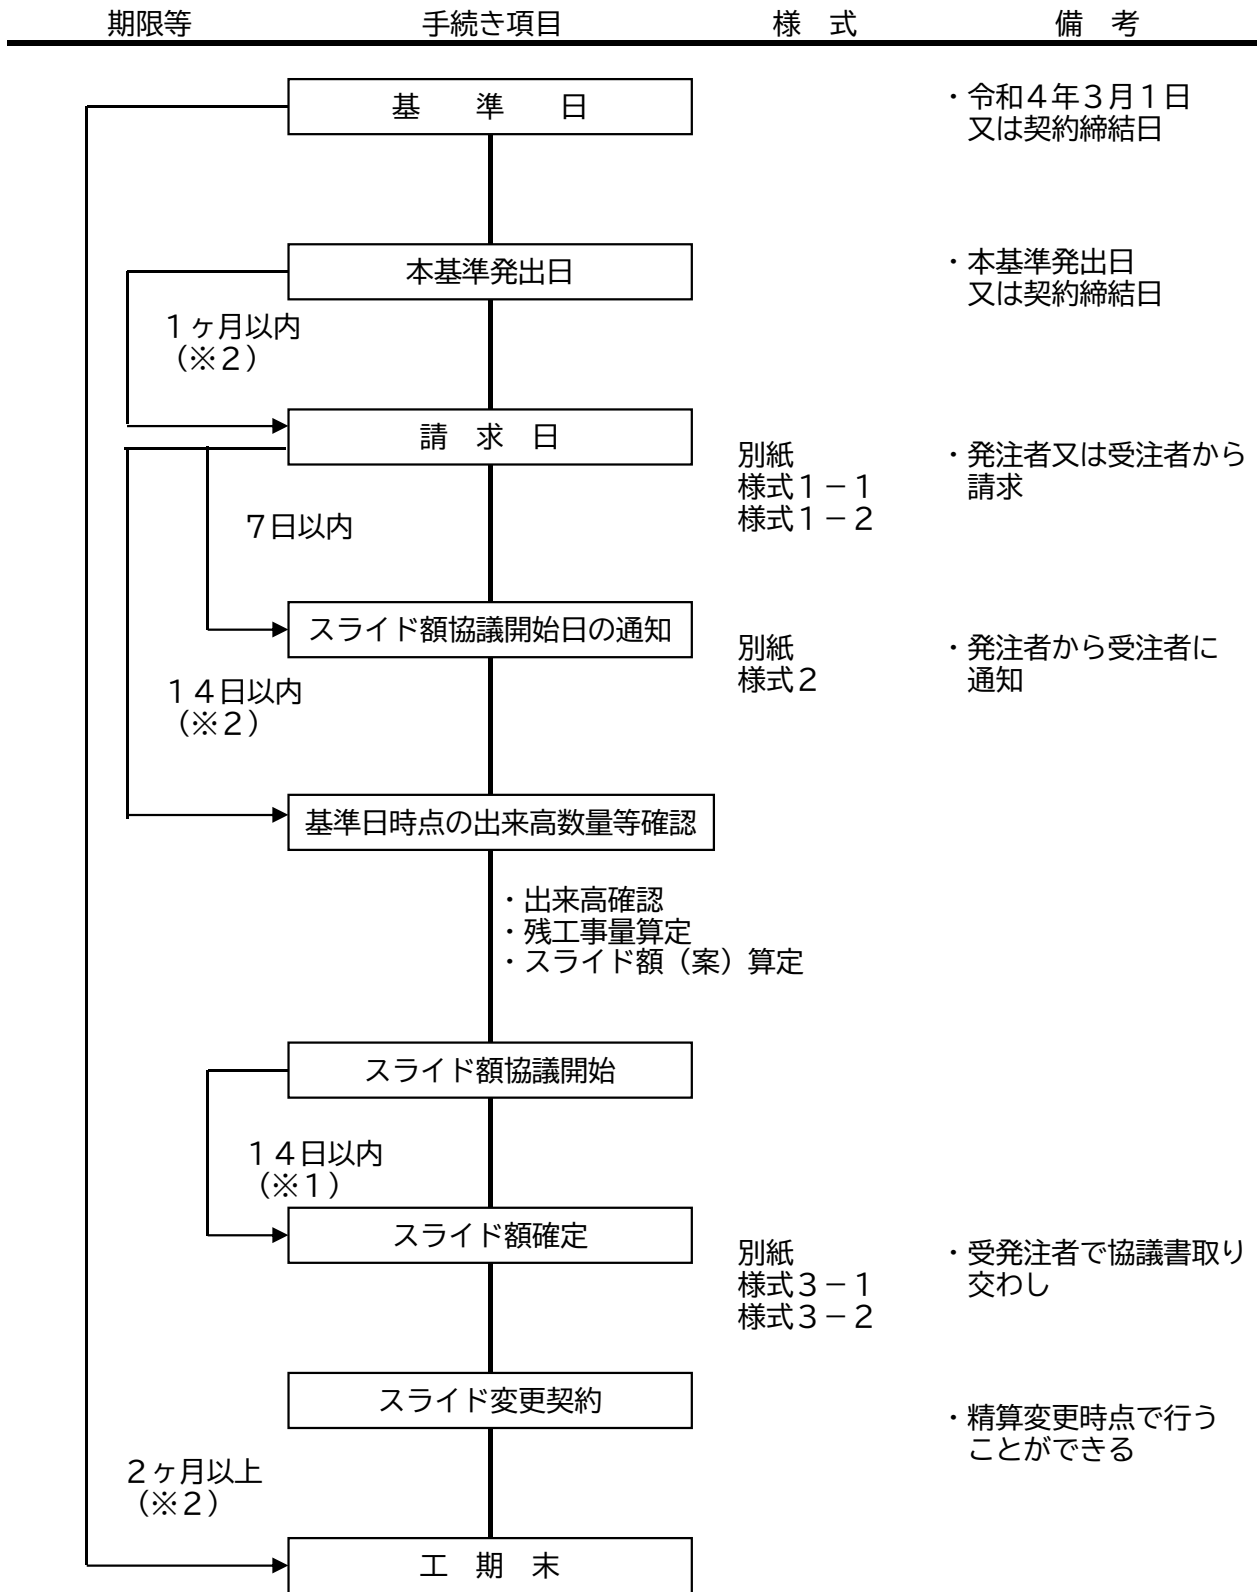 期限等　手続き項目　様　式　備　考
基　準　日
・令和４年３月１日
又は契約締結日
本基準発出日
・本基準発出日
又は契約締結日
１ヶ月以内
（※２）
請　求　日
別紙
様式１－１
様式１－２
・発注者又は受注者から
請求
７日以内
スライド額協議開始日の通知
別紙
様式２
・発注者から受注者に
通知
１４日以内
（※２）
基準日時点の出来高数量等確認
・出来高確認
・残工事量算定
・スライド額（案）算定
スライド額協議開始
１４日以内
（※１）
スライド額確定
別紙
様式３－１
様式３－２
・受発注者で協議書取り
交わし
スライド変更契約
・精算変更時点で行う
ことができる
２ヶ月以上
（※２）
工　期　末